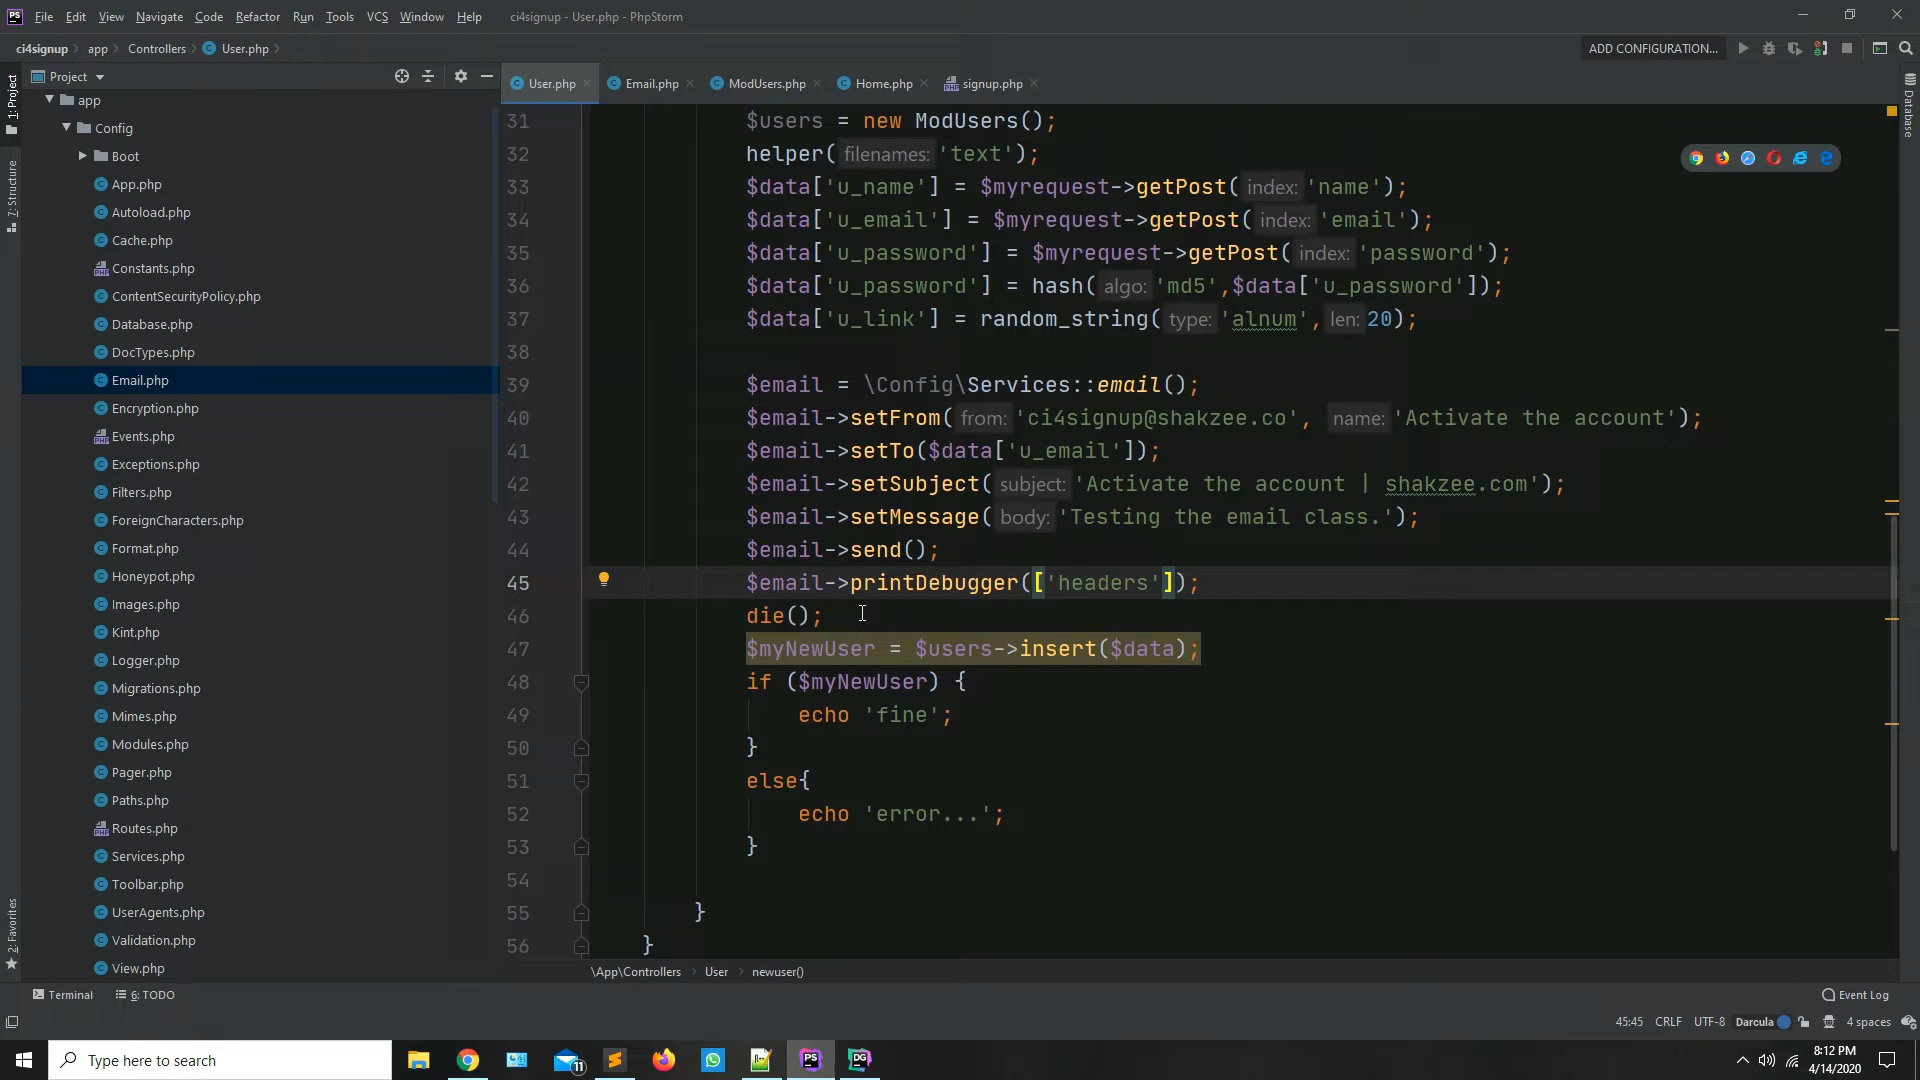 PS File Edit View Navigate Code Refactor Run Tools VCS Window Help ci4signup - User.php - PhpStorm
ci4signup app Controllers User.php ADD CONFIGURATION...
Project
User.php Email.php ModUsers.php Home.php signup.php
1: Project
7: Structure
2: Favorites
Database
app
Config
Boot
App.php
Autoload.php
Cache.php
Constants.php
ContentSecurityPolicy.php
Database.php
DocTypes.php
Email.php
Encryption.php
Events.php
Exceptions.php
Filters.php
ForeignCharacters.php
Format.php
Honeypot.php
Images.php
Kint.php
Logger.php
Migrations.php
Mimes.php
Modules.php
Pager.php
Paths.php
Routes.php
Services.php
Toolbar.php
UserAgents.php
Validation.php
View.php
31 $users = new ModUsers();
32 helper( filenames: 'text');
33 $data['u_name'] = $myrequest->getPost( index: 'name');
34 $data['u_email'] = $myrequest->getPost( index: 'email');
35 $data['u_password'] = $myrequest->getPost( index: 'password');
36 $data['u_password'] = hash( algo: 'md5',$data['u_password']);
37 $data['u_link'] = random_string( type: 'alnum', len: 20);
38
39 $email = \Config\Services::email();
40 $email->setFrom( from: 'ci4signup@shakzee.co', name: 'Activate the account');
41 $email->setTo($data['u_email']);
42 $email->setSubject( subject: 'Activate the account | shakzee.com');
43 $email->setMessage( body: 'Testing the email class.');
44 $email->send();
45 $email->printDebugger(['headers']);
46 die();
47 $myNewUser = $users->insert($data);
48 if ($myNewUser) {
49 echo 'fine';
50 }
51 else{
52 echo 'error...';
53 }
54
55 }
56 }
\App\Controllers User newuser()
Terminal 6: TODO Event Log
45:45 CRLF UTF-8 Darcula 4 spaces
Type here to search 11 PS DG 8:12 PM
4/14/2020